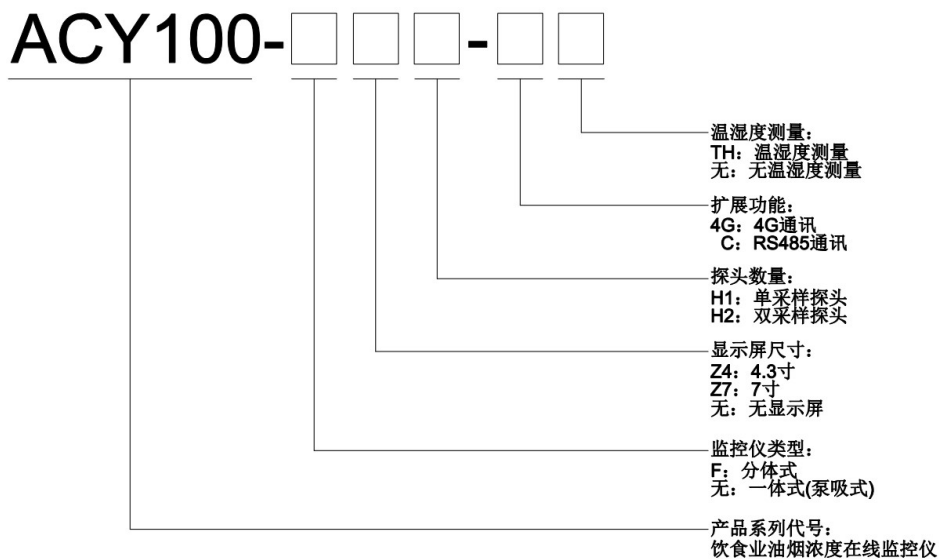 ACY100-□□□-□□
温湿度测量：
TH：温湿度测量
无：无温湿度测量
扩展功能：
4G：4G通讯
C：RS485通讯
探头数量：
H1：单采样探头
H2：双采样探头
显示屏尺寸：
Z4：4.3寸
Z7：7寸
无：无显示屏
监控仪类型：
F：分体式
无：一体式(泵吸式)
产品系列代号：
饮食业油烟浓度在线监控仪